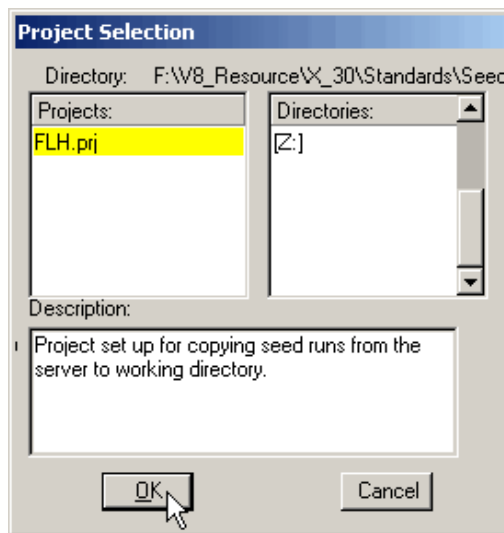 Project Selection
Directory: F:\V8_Resource\X_30\Standards\Seed
Projects:
Directories:
FLH.prj
[Z:]
Description:
Project set up for copying seed runs from the
server to working directory.
OK
Cancel